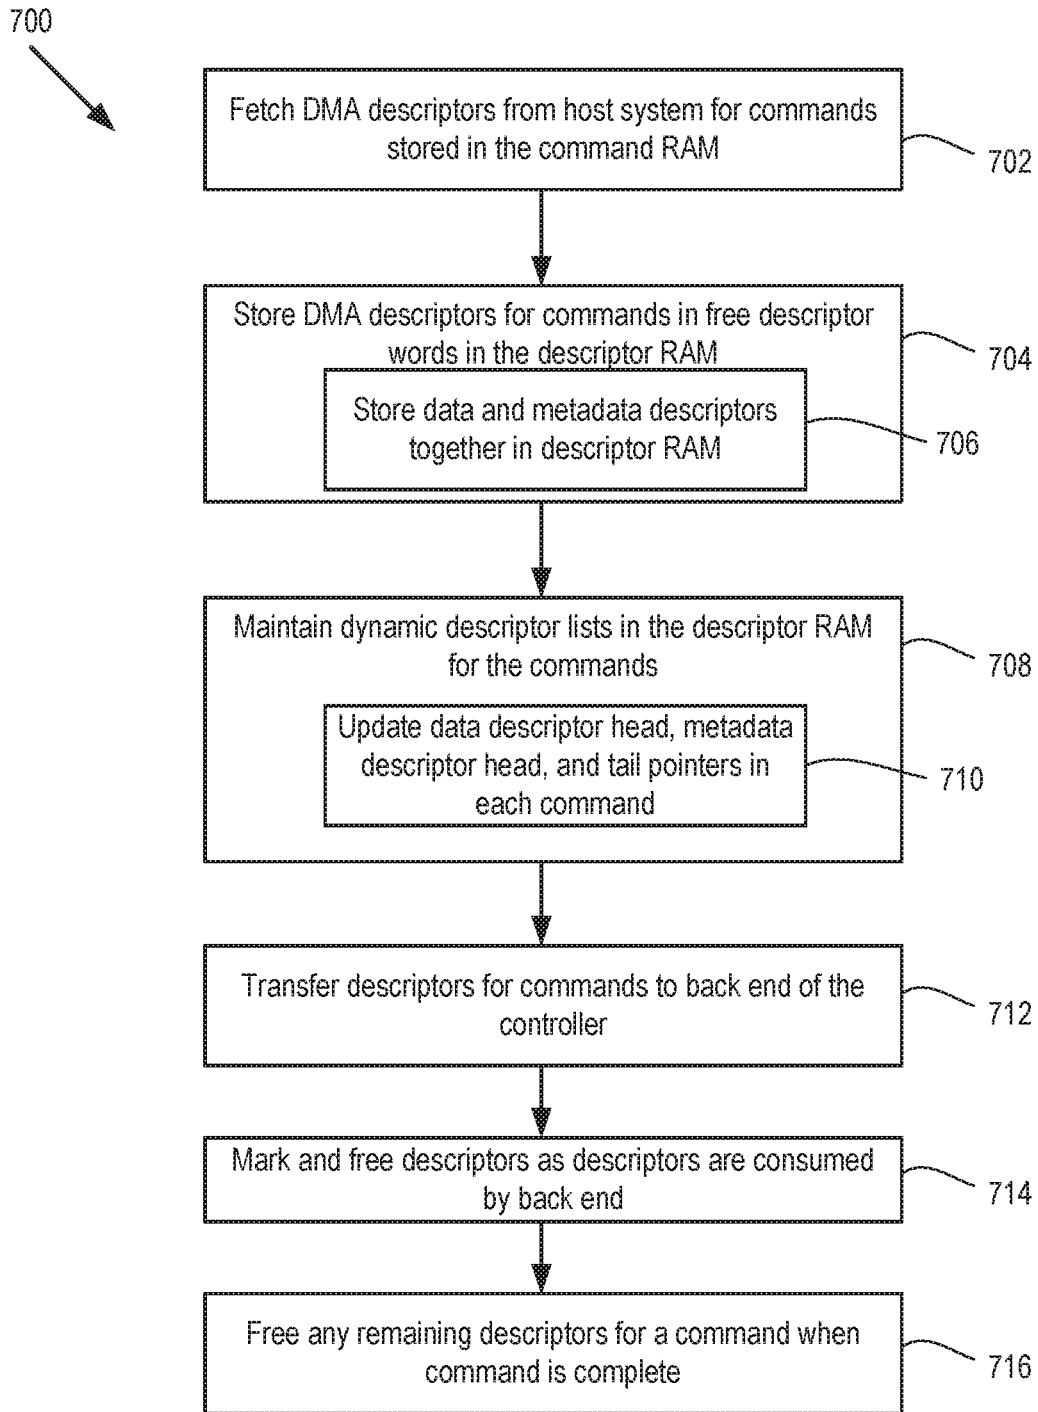 700
Fetch DMA descriptors from host system for commands
stored in the command RAM
702
Store DMA descriptors for commands in free descriptor
words in the descriptor RAM
704
Store data and metadata descriptors
together in descriptor RAM
706
Maintain dynamic descriptor lists in the descriptor RAM
for the commands
708
Update data descriptor head, metadata
descriptor head, and tail pointers in
each command
710
Transfer descriptors for commands to back end of the
controller
712
Mark and free descriptors as descriptors are consumed
by back end
714
Free any remaining descriptors for a command when
command is complete
716